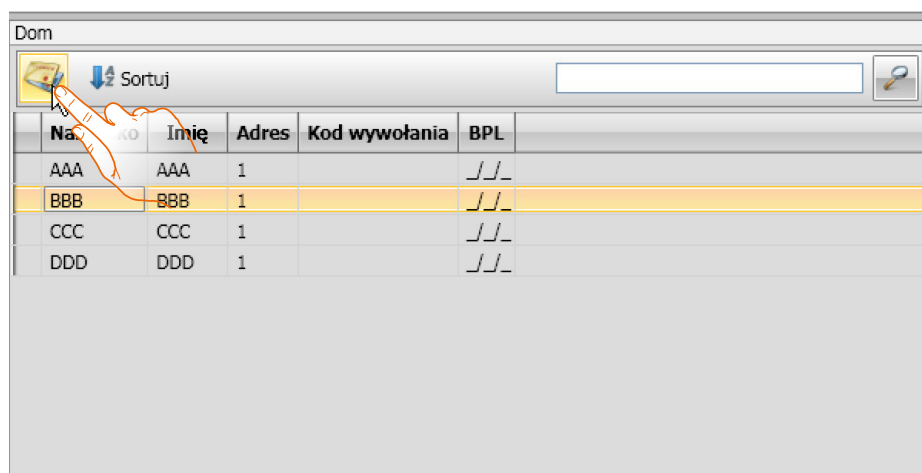 Dom
Sortuj
Imię Adres Kod wywołania BPL
AAA AAA 1 _/_/_
BBB BBB 1 _/_/_
CCC CCC 1 _/_/_
DDD DDD 1 _/_/_